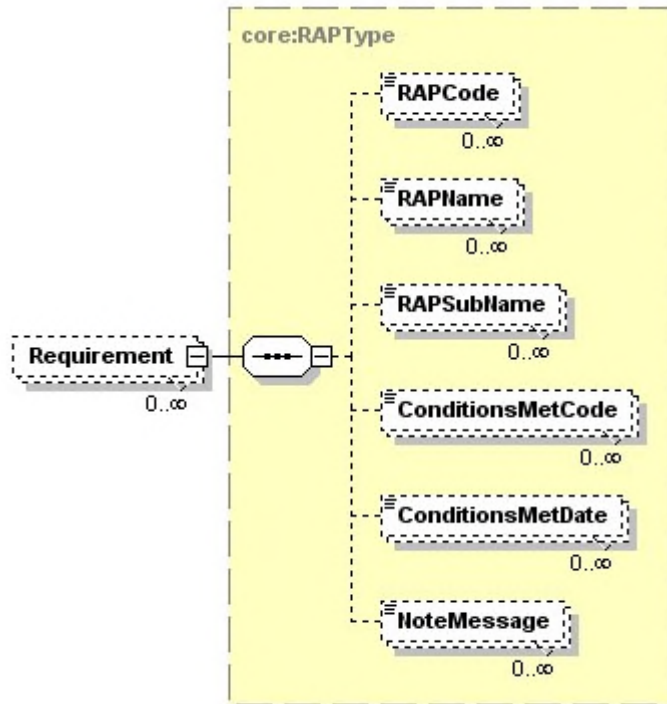 core:RAPType
RAPCode
0..∞
RAPName
0..∞
RAPSubName
0..∞
Requirement
0..∞
ConditionsMetCode
0..∞
ConditionsMetDate
0..∞
NoteMessage
0..∞